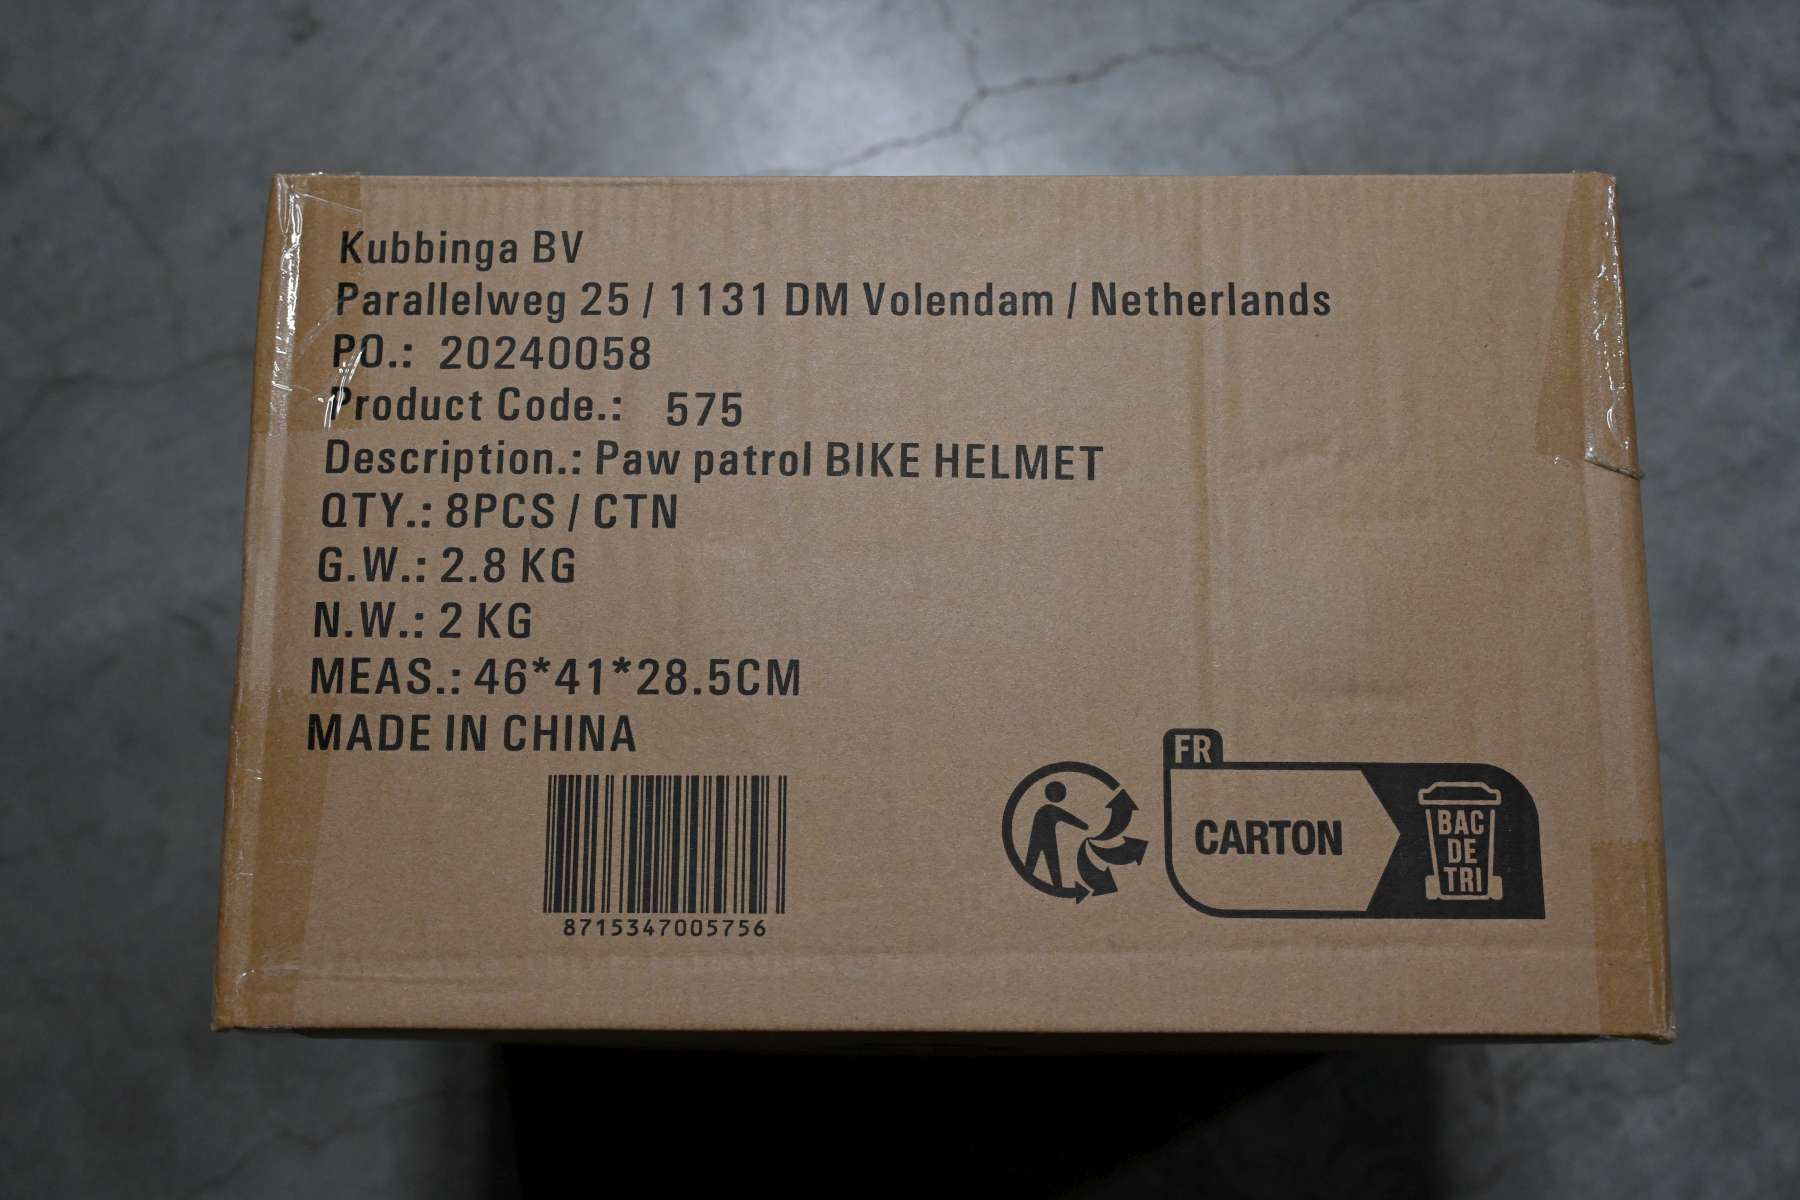 Kubbinga BV
Parallelweg 25 / 1131 DM Volendam / Netherlands
PO.: 20240058
Product Code.: 575
Description.: Paw patrol BIKE HELMET
QTY.: 8PCS / CTN
G.W.: 2.8 KG
N.W.: 2 KG
MEAS.: 46*41*28.5CM
MADE IN CHINA
8715347005756
FR
CARTON
BAC
DE
TRI